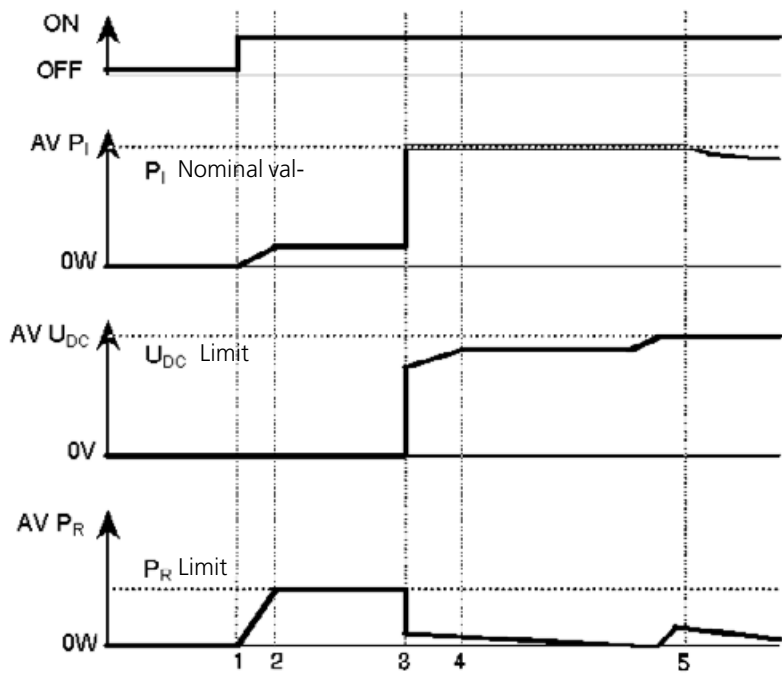 ON
OFF
AV P_I
P_I Nominal val-
0W
AV U_DC
U_DC Limit
0V
AV P_R
P_R Limit
0W
1 2 3 4 5